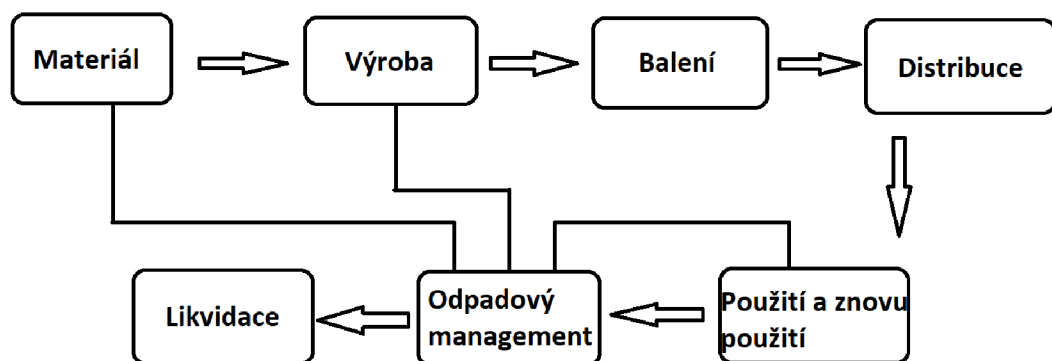 Materiál
Výroba
Balení
Distribuce
Likvidace
Odpadový
management
Použití a znovu
použití